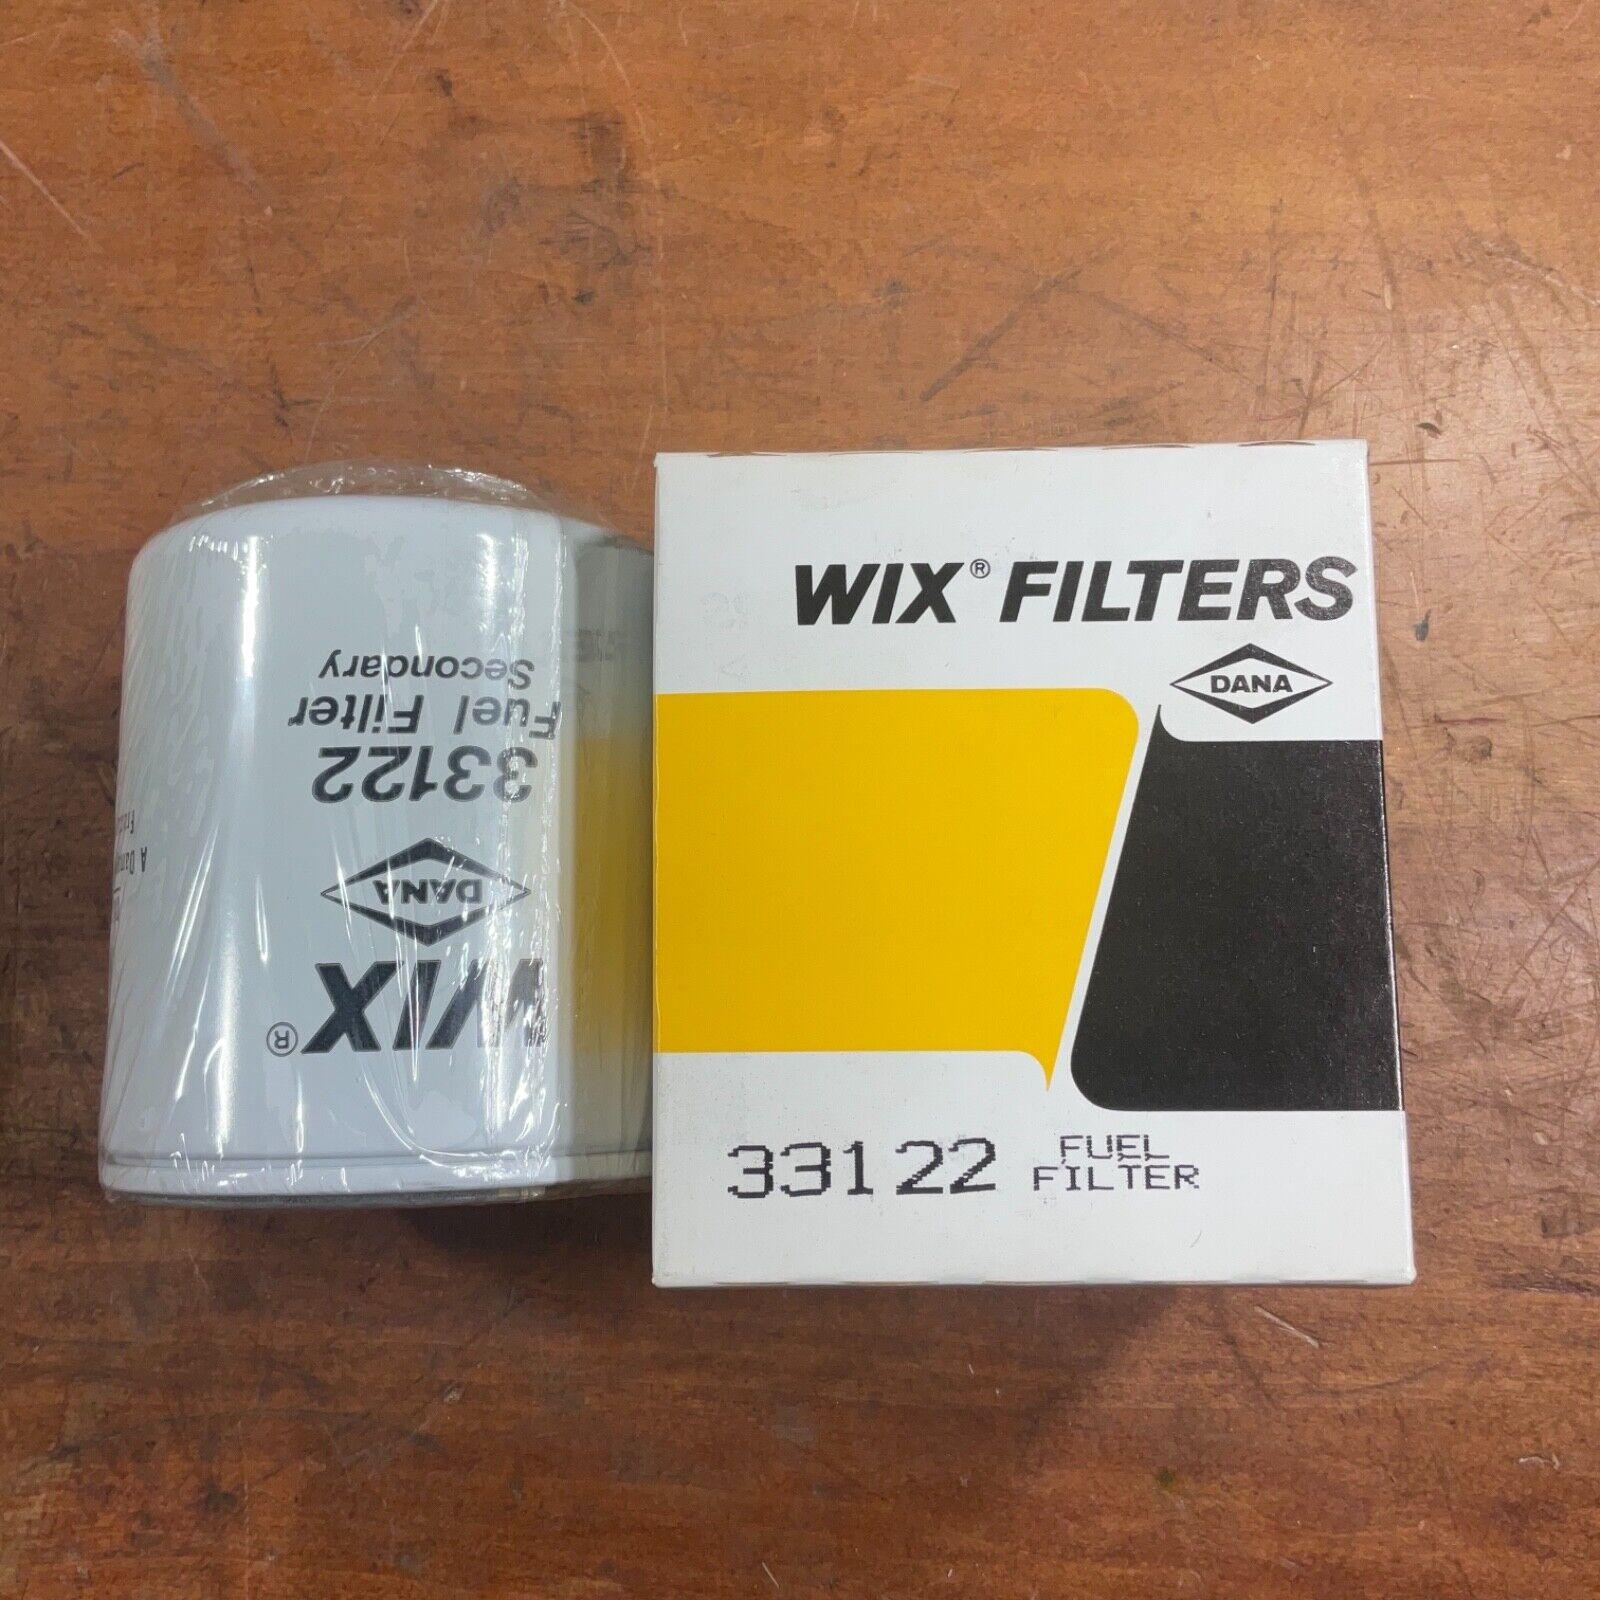 WIX® FILTERS
DANA
33122 FUEL
FILTER
WIX®
DANA
33122
Fuel Filter
Secondary